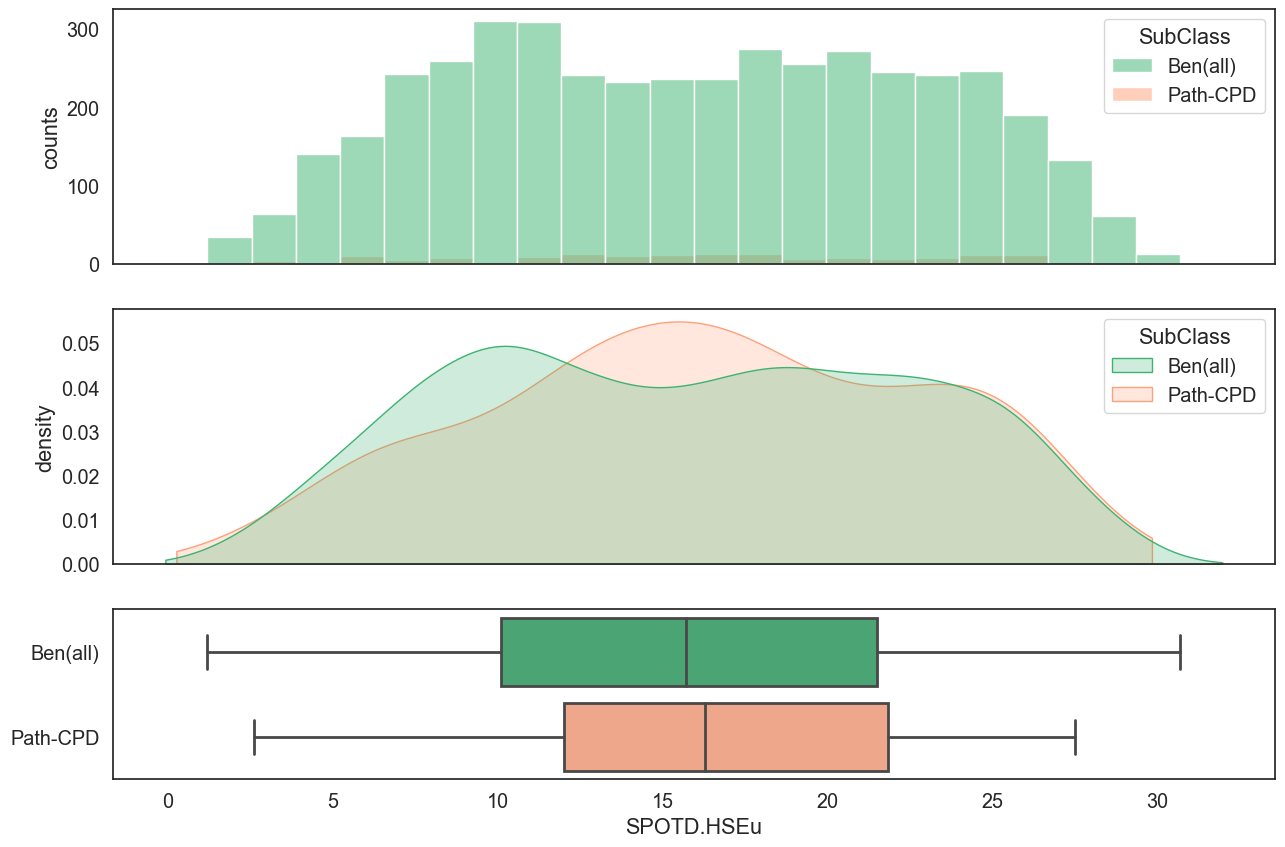 300
200
100
0
counts
SubClass
Ben(all)
Path-CPD
0.05
0.04
0.03
0.02
0.01
0.00
density
SubClass
Ben(all)
Path-CPD
Ben(all)
Path-CPD
0 5 10 15 20 25 30
SPOTD.HSEu